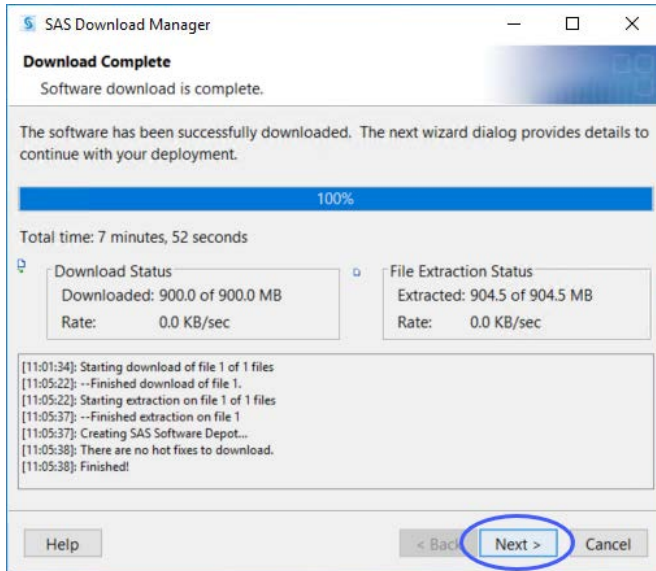 SAS Download Manager
Download Complete
Software download is complete.
The software has been successfully downloaded. The next wizard dialog provides details to
continue with your deployment.
100%
Total time: 7 minutes, 52 seconds
Download Status
Downloaded: 900.0 of 900.0 MB
Rate: 0.0 KB/sec
File Extraction Status
Extracted: 904.5 of 904.5 MB
Rate: 0.0 KB/sec
[11:01:34]: Starting download of file 1 of 1 files
[11:05:22]: --Finished download of file 1.
[11:05:22]: Starting extraction on file 1 of 1 files
[11:05:37]: --Finished extraction on file 1
[11:05:37]: Creating SAS Software Depot...
[11:05:38]: There are no hot fixes to download.
[11:05:38]: Finished!
Help < Back Next > Cancel